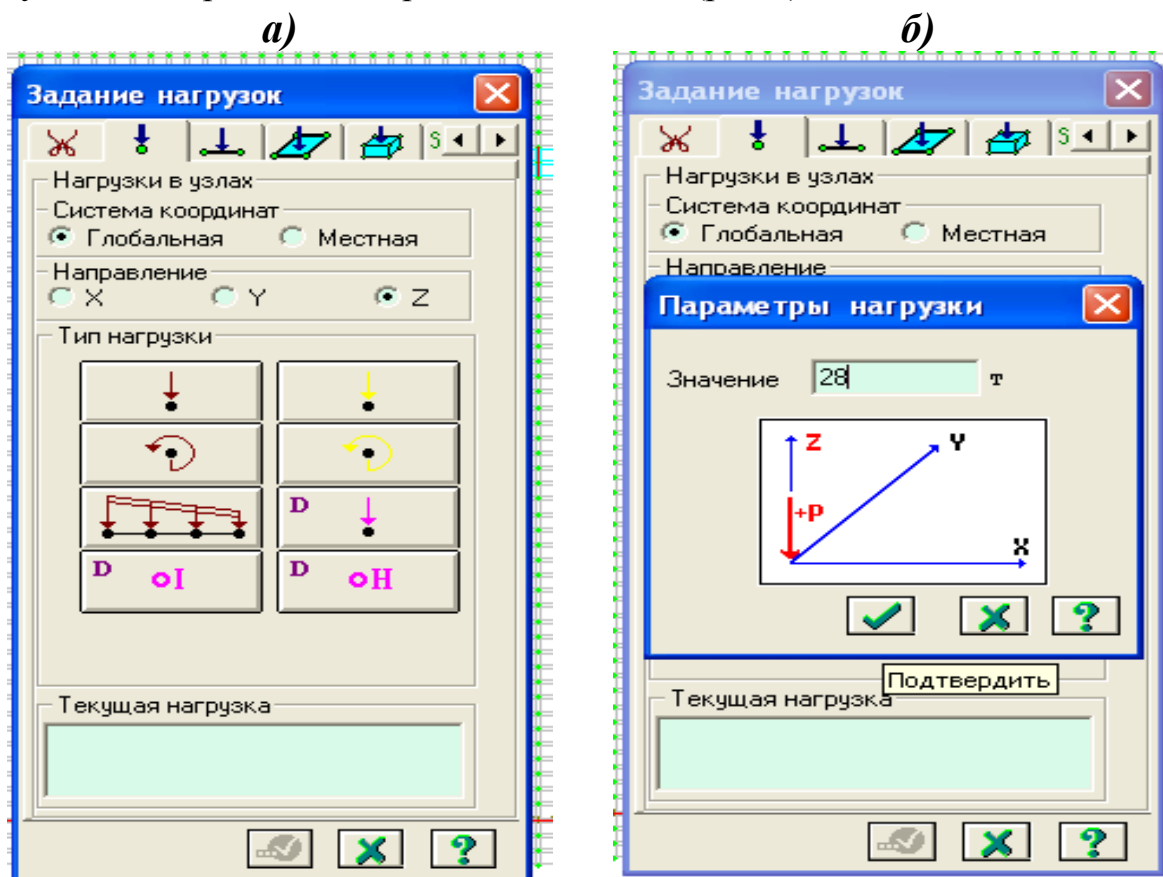 а)
б)
Задание нагрузок
S
Нагрузки в узлах
Система координат
Глобальная Местная
Направление
X Y Z
Тип нагрузки
D
D I D H
Текущая нагрузка
?
Задание нагрузок
S
Нагрузки в узлах
Система координат
Глобальная Местная
Направление
Параметры нагрузки
Значение 28 т
Z Y
+P
X
?
Подтвердить
Текущая нагрузка
?